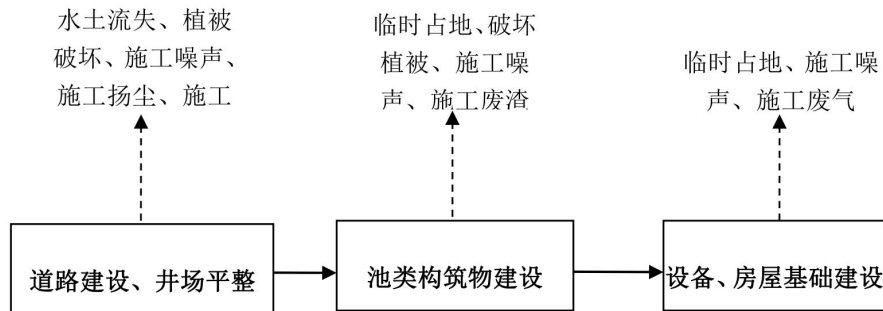 水土流失、植被
破坏、施工噪声、
施工扬尘、施工
临时占地、破坏
植被、施工噪
声、施工废渣
临时占地、施工噪
声、施工废气
道路建设、井场平整
池类构筑物建设
设备、房屋基础建设